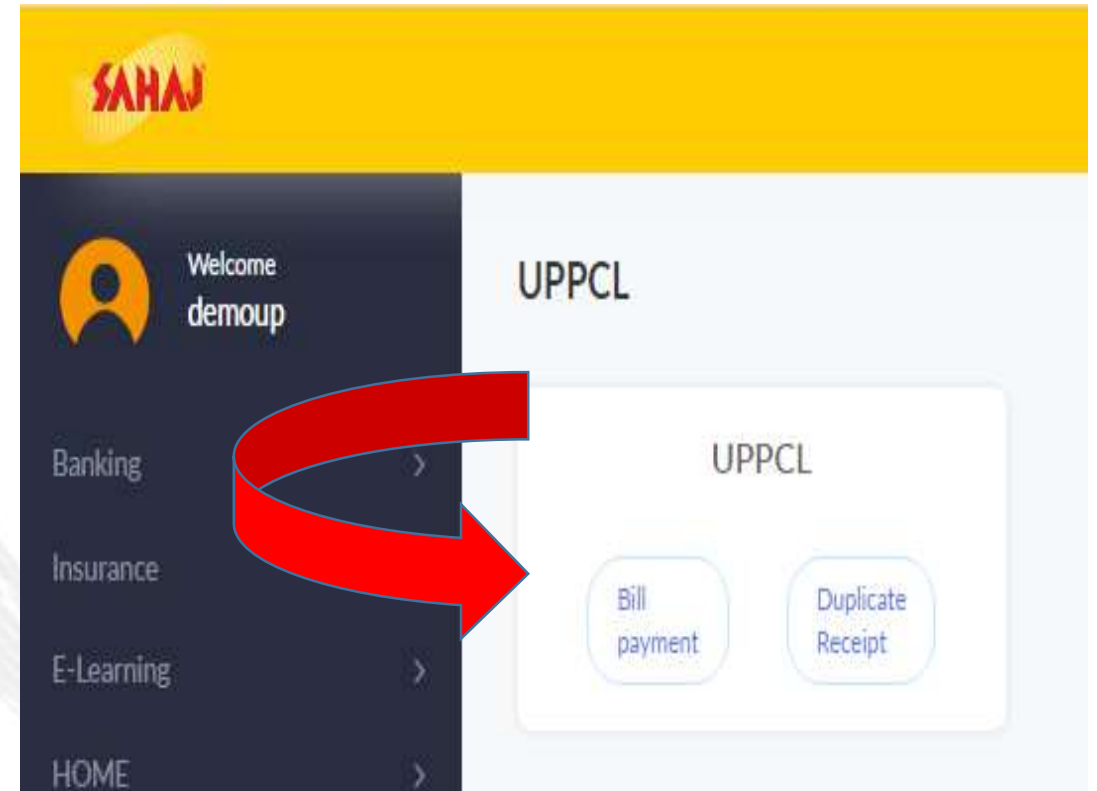 SAHAJ
Welcome
demoup
UPPCL
Banking
Insurance
E-Learning
HOME
UPPCL
Bill
payment
Duplicate
Receipt